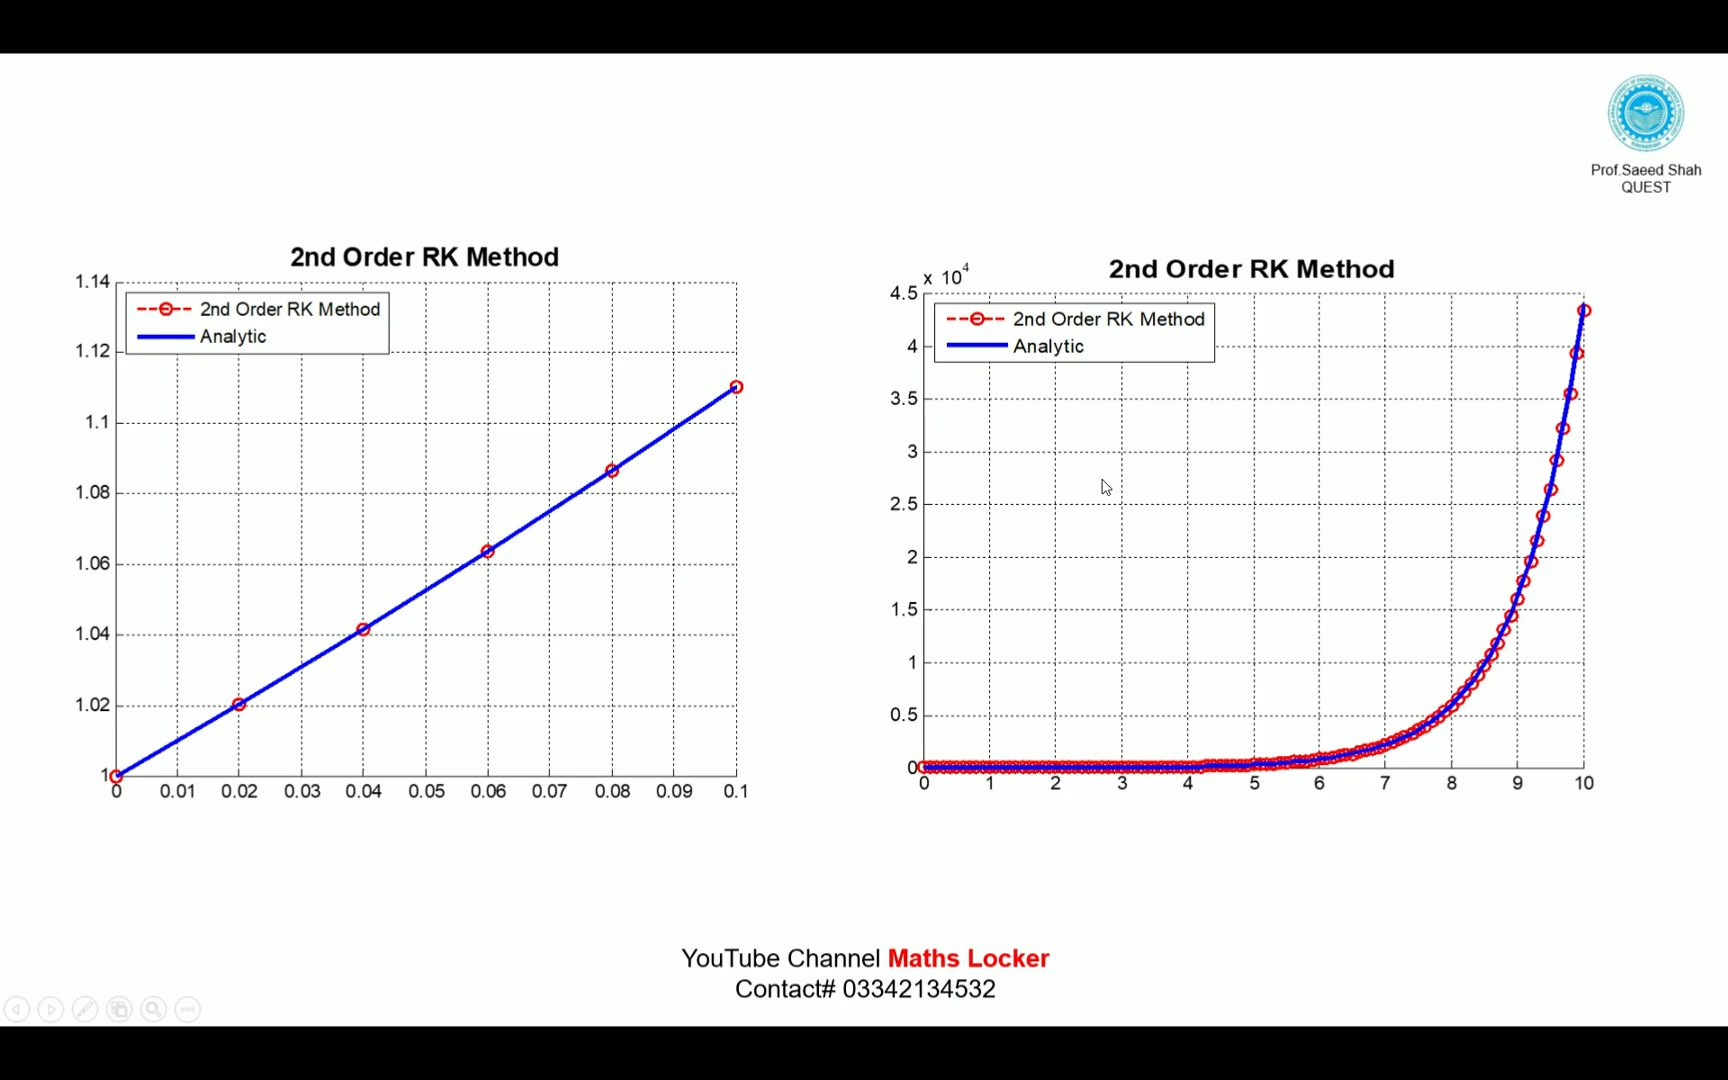 Prof.Saeed Shah
QUEST
2nd Order RK Method
1.14
1.12
1.1
1.08
1.06
1.04
1.02
1
2nd Order RK Method
Analytic
0 0.01 0.02 0.03 0.04 0.05 0.06 0.07 0.08 0.09 0.1
2nd Order RK Method
x 10^4
4.5
4
3.5
3
2.5
2
1.5
1
0.5
0
2nd Order RK Method
Analytic
0 1 2 3 4 5 6 7 8 9 10
YouTube Channel Maths Locker
Contact# 03342134532